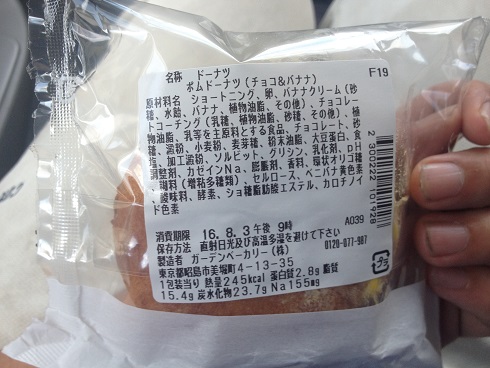 名称 ドーナツ F19
ボムドーナツ(チョコ&バナナ)
原材料名 ショートニング、卵、バナナクリーム(砂
糖、水飴、バナナ、植物油脂、その他)、チョコレー
トコーチング(乳糖、植物油脂、砂糖、その他)、
植物油脂、乳等を主原料とする食品、チョコレート、砂
糖、澱粉、小麦粉、麦芽糖、粉末油脂、大豆蛋白、食
塩、加工澱粉、ソルビット、グリシン、乳化剤、pH
調整剤、カゼインNa、膨脹剤、香料、環状オリゴ糖
、糊料(増粘多糖類)、セルロース、ベニバナ黄色素
、酸味料、酵素、ショ糖脂肪酸エステル、カロチノイ
ド色素
A039
消費期限 16.8.3午後 9時
保存方法 直射日光及び高温多湿を避けて下さい
製造者 ガーデンベーカリー(株) 0120-077-987
東京都昭島市美堀町4-13-35
1包装当り 熱量245kcal 蛋白質2.8g 脂質
15.4g 炭水化物23.7g Na155mg
プラ
2 300222 101928